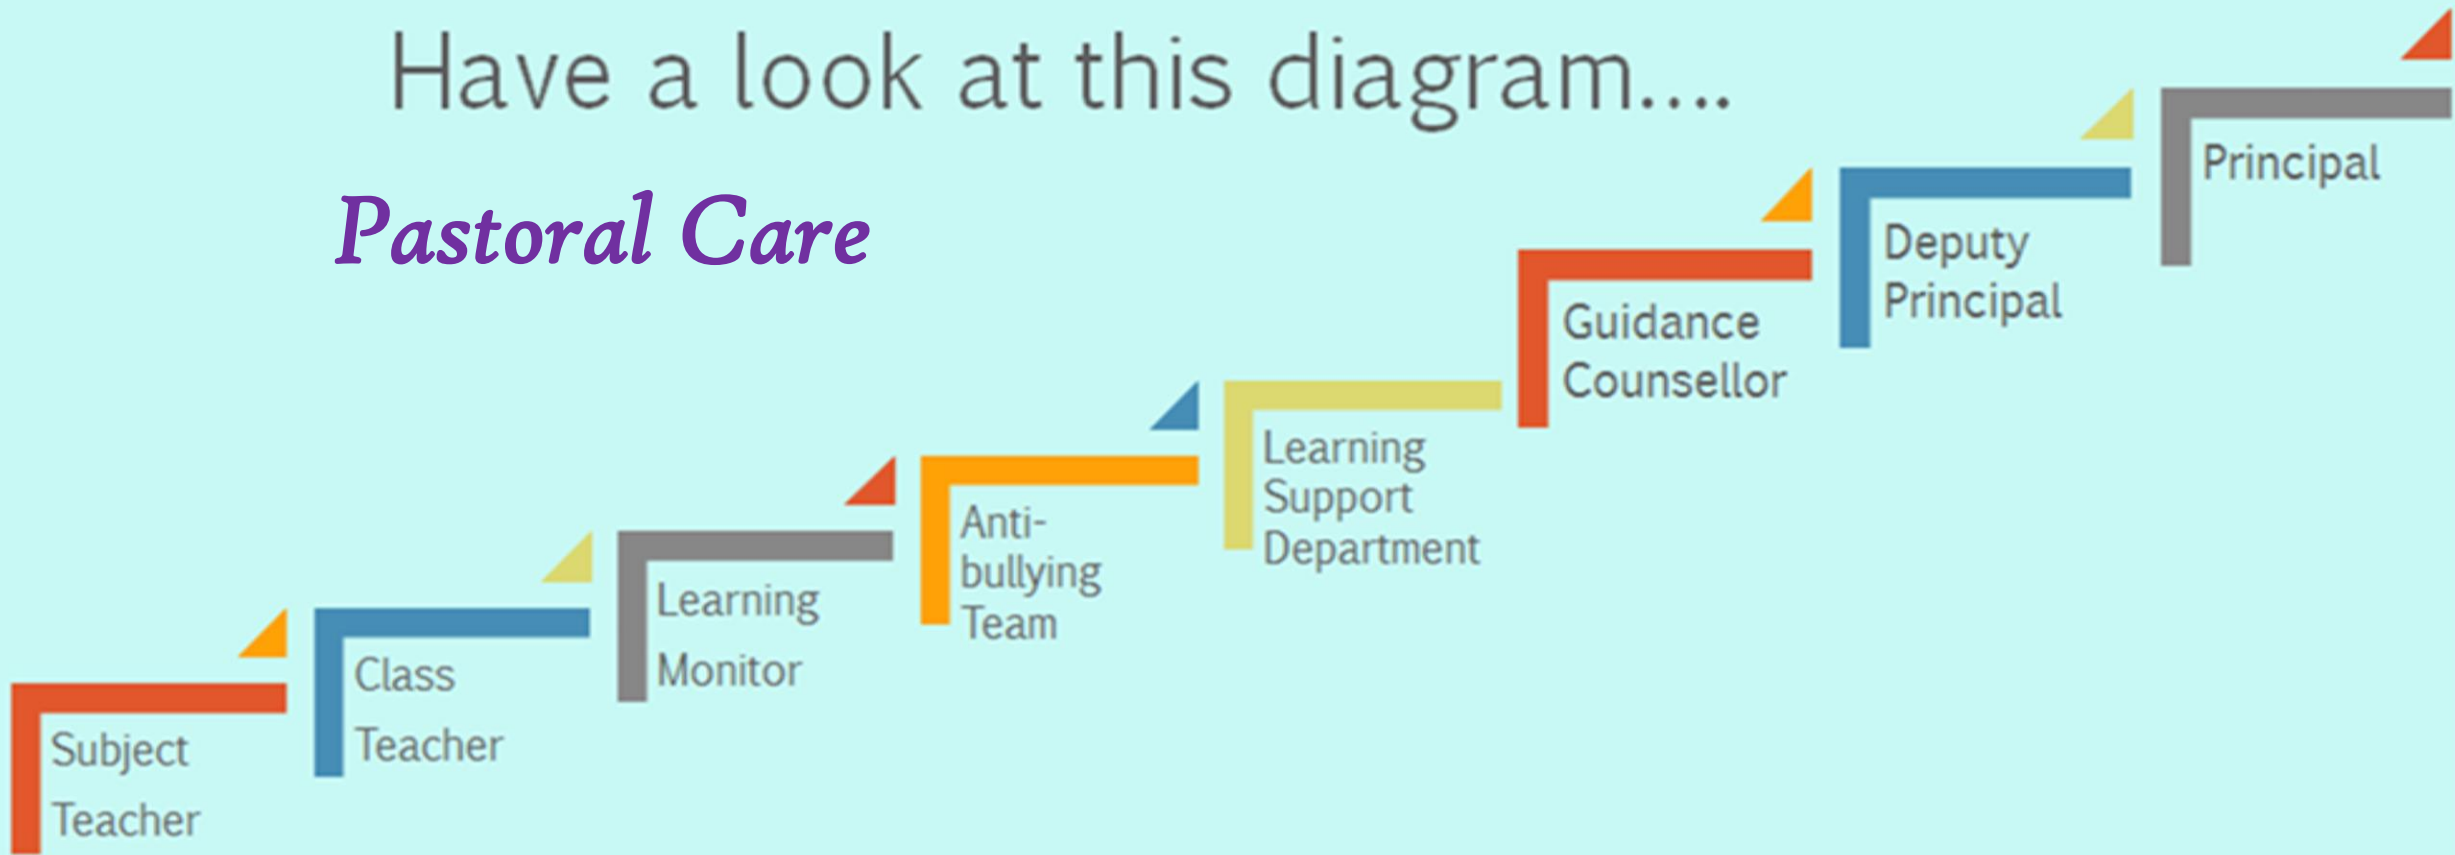 Have a look at this diagram....
Pastoral Care
Subject
Teacher
Class
Teacher
Learning
Monitor
Anti-
bullying
Team
Learning
Support
Department
Guidance
Counsellor
Deputy
Principal
Principal